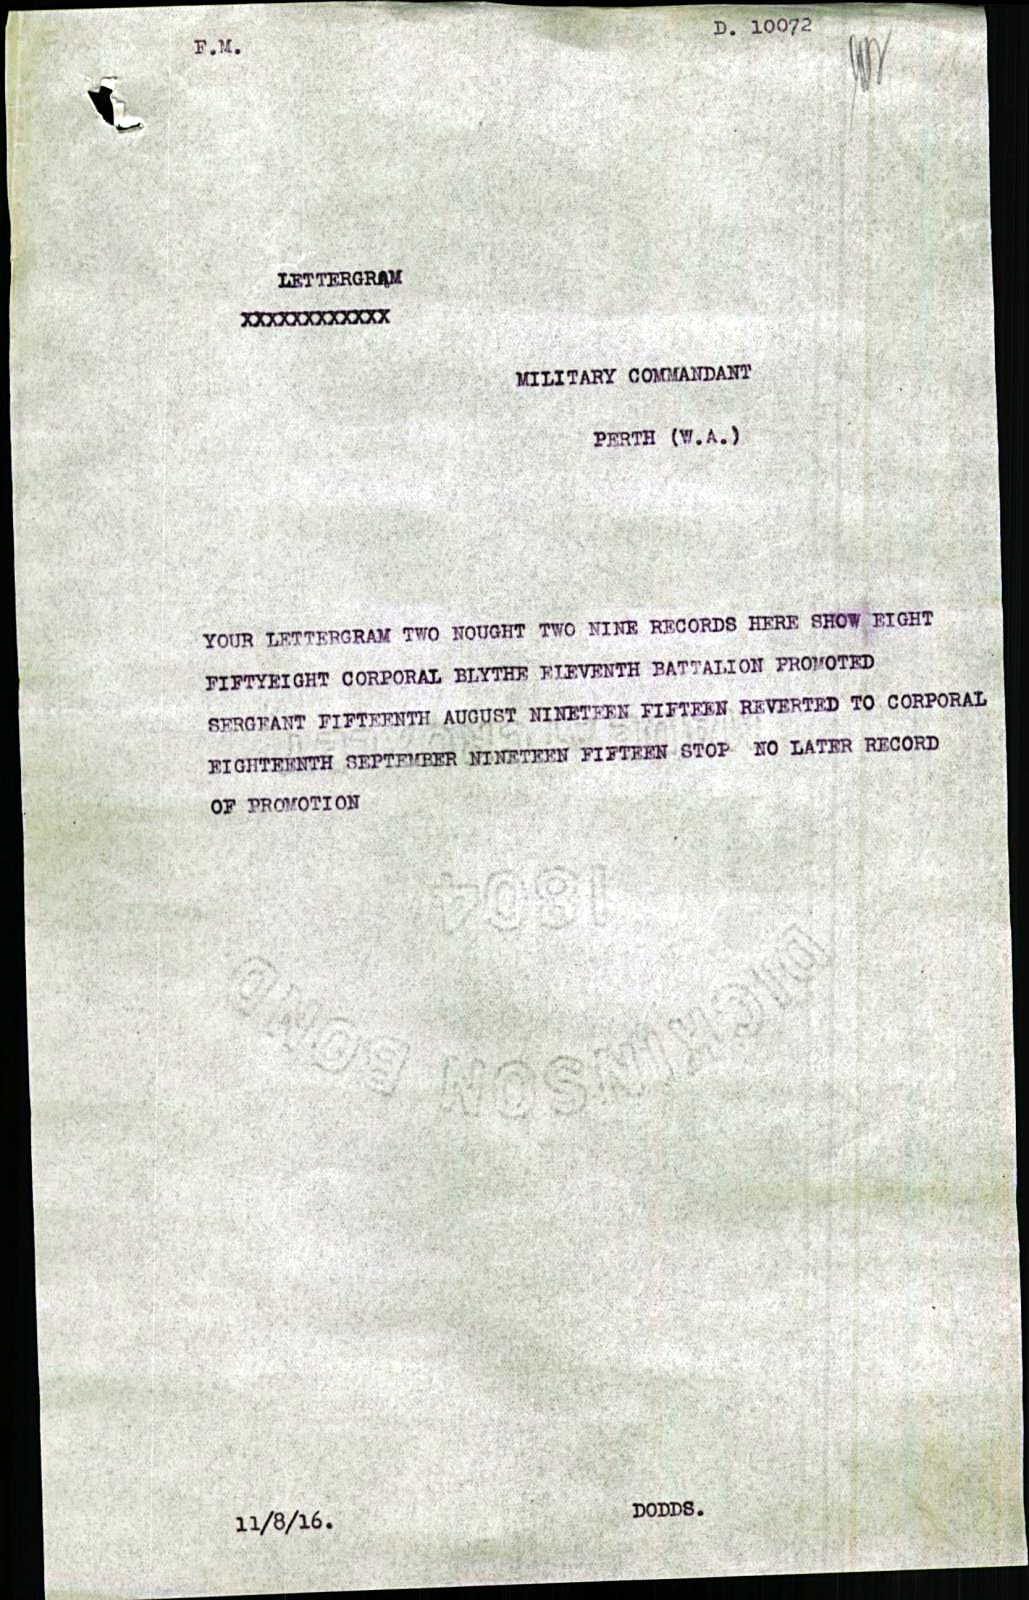 D. 10072
F.M.
LETTERGRAM
XXXXXXXXXXXX
MILITARY COMMANDANT
PERTH (W.A.)
YOUR LETTERGRAM TWO NOUGHT TWO NINE RECORDS HERE SHOW EIGHT
FIFTYEIGHT CORPORAL BLYTHE ELEVENTH BATTALION PROMOTED
SERGEANT FIFTEENTH AUGUST NINETEEN FIFTEEN REVERTED TO CORPORAL
EIGHTEENTH SEPTEMBER NINETEEN FIFTEEN STOP NO LATER RECORD
OF PROMOTION
1804
DICKINSON BOND
11/8/16.
DODDS.